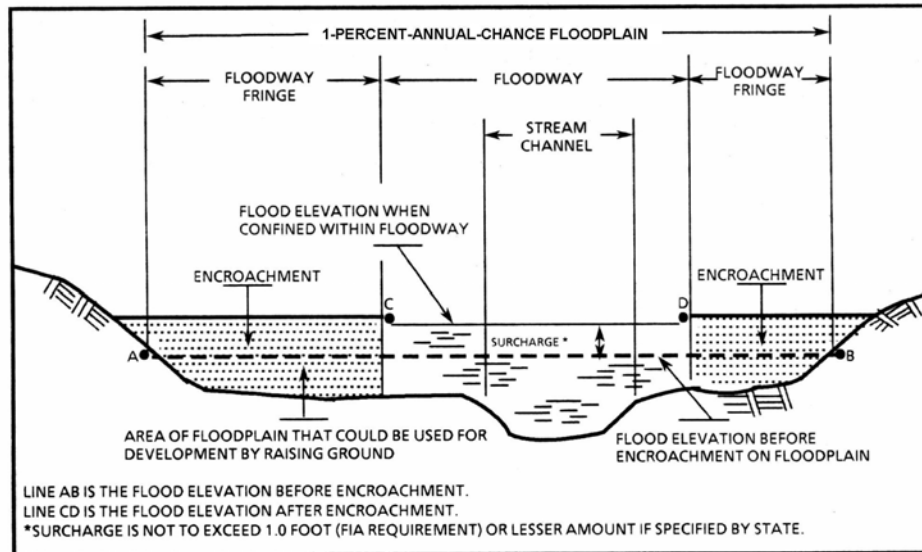 1-PERCENT-ANNUAL-CHANCE FLOODPLAIN
FLOODWAY
FRINGE
FLOODWAY
FLOODWAY
FRINGE
STREAM
CHANNEL
FLOOD ELEVATION WHEN
CONFINED WITHIN FLOODWAY
ENCROACHMENT
ENCROACHMENT
C
D
SURCHARGE *
A
B
AREA OF FLOODPLAIN THAT COULD BE USED FOR
DEVELOPMENT BY RAISING GROUND
FLOOD ELEVATION BEFORE
ENCROACHMENT ON FLOODPLAIN
LINE AB IS THE FLOOD ELEVATION BEFORE ENCROACHMENT.
LINE CD IS THE FLOOD ELEVATION AFTER ENCROACHMENT.
*SURCHARGE IS NOT TO EXCEED 1.0 FOOT (FIA REQUIREMENT) OR LESSER AMOUNT IF SPECIFIED BY STATE.